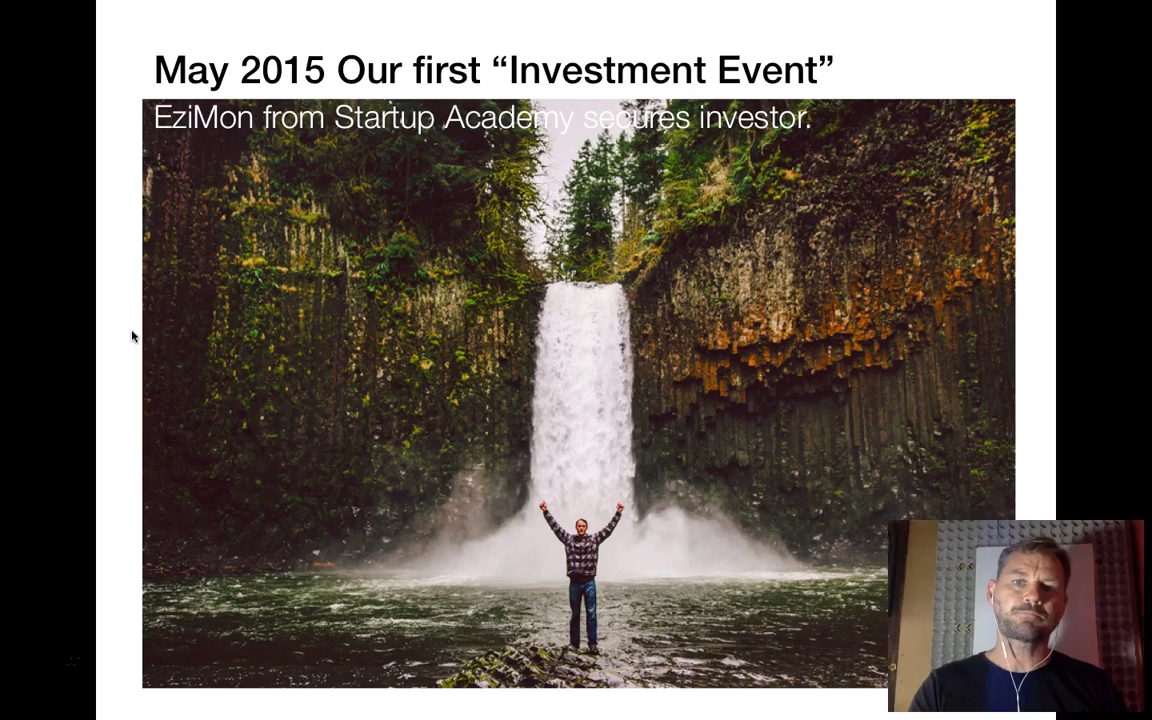 May 2015 Our first “Investment Event”
EziMon from Startup Academy secures investor.